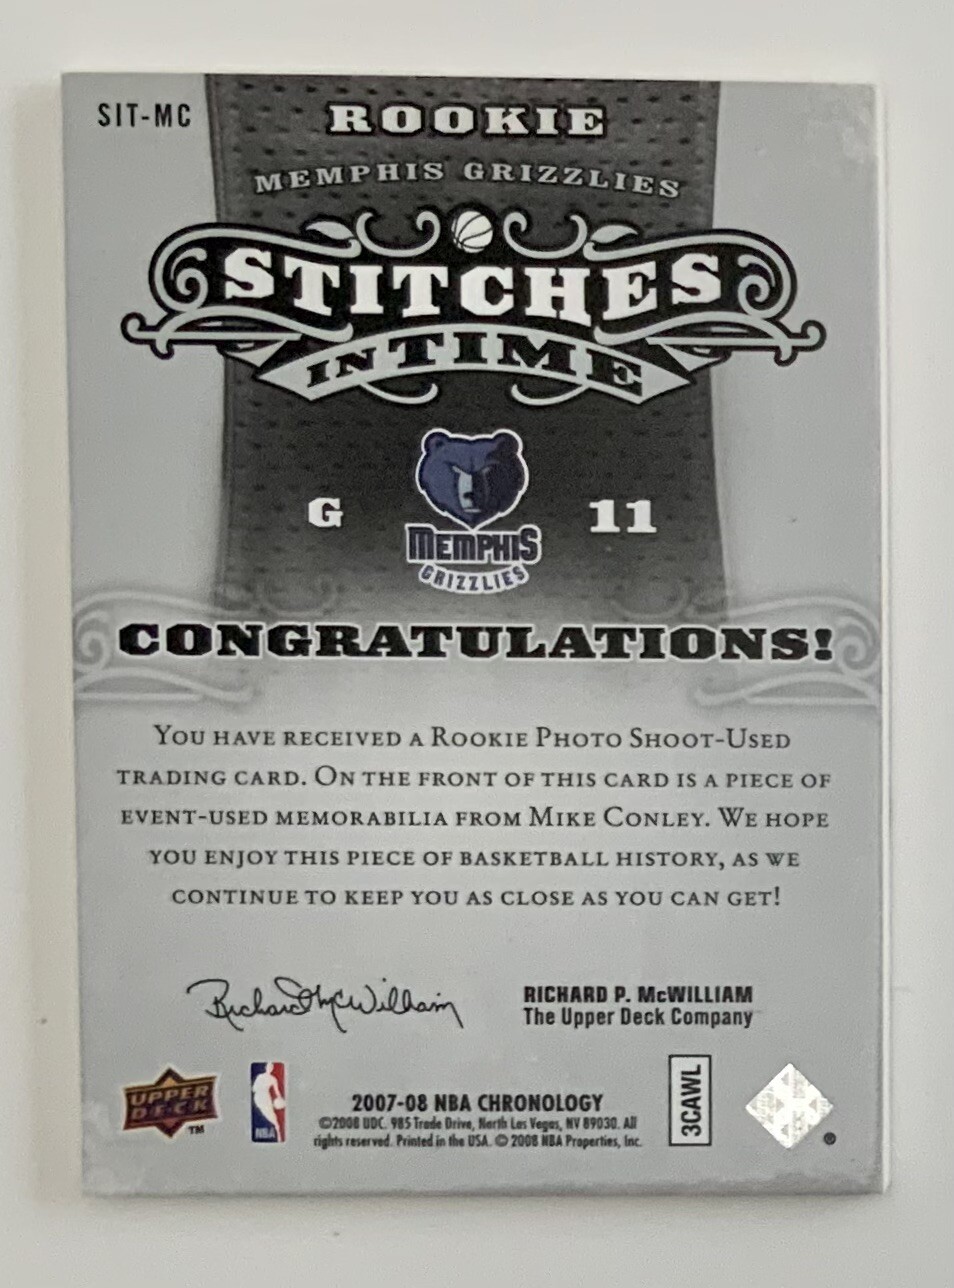 SIT-MC
ROOKIE
MEMPHIS GRIZZLIES
STITCHES
IN TIME
G
11
MEMPHIS
GRIZZLIES
CONGRATULATIONS!
YOU HAVE RECEIVED A ROOKIE PHOTO SHOOT-USED
TRADING CARD. ON THE FRONT OF THIS CARD IS A PIECE OF
EVENT-USED MEMORABILIA FROM MIKE CONLEY. WE HOPE
YOU ENJOY THIS PIECE OF BASKETBALL HISTORY, AS WE
CONTINUE TO KEEP YOU AS CLOSE AS YOU CAN GET!
Richard McWilliam
RICHARD P. McWILLIAM
The Upper Deck Company
UPPER
DECK
TM
NBA
2007-08 NBA CHRONOLOGY
©2008 UDC. 985 Trade Drive, North Las Vegas, NV 89030. All
rights reserved. Printed in the USA. © 2008 NBA Properties, Inc.
3CAWL
®